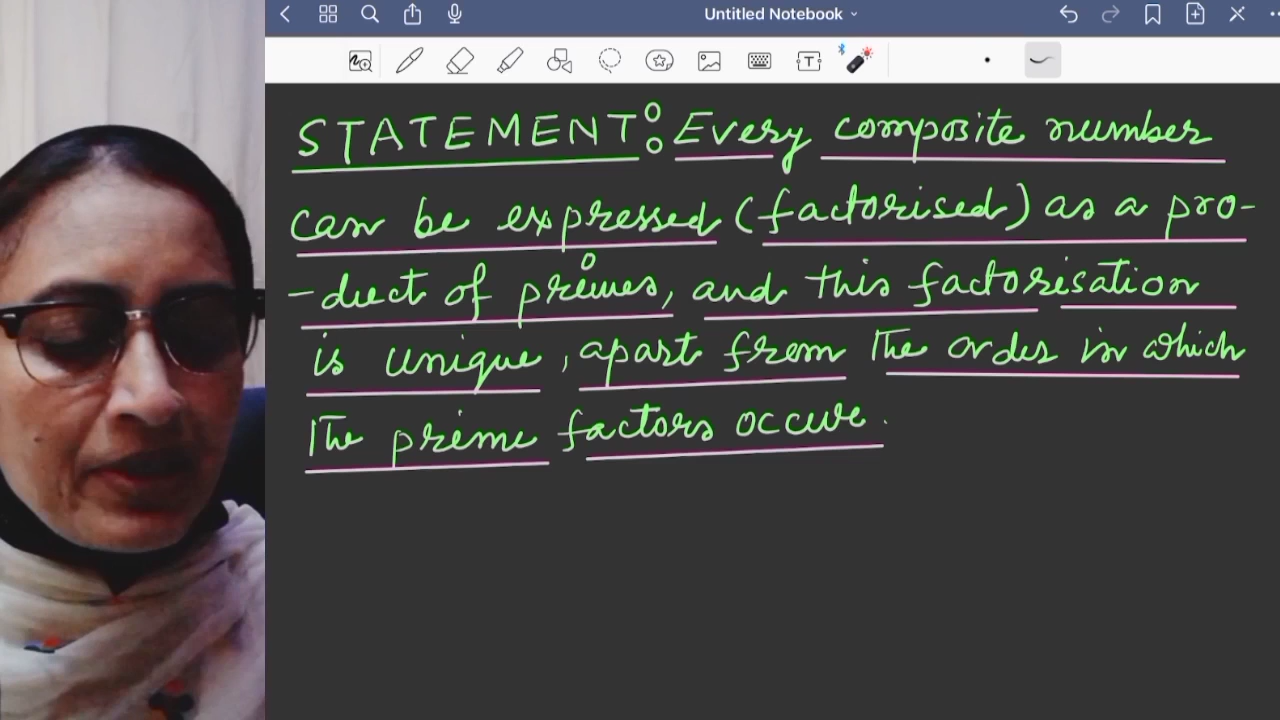 Untitled Notebook
STATEMENT: Every composite number
can be expressed (factorised) as a pro-
-duct of primes, and this factorisation
is unique, apart from the order in which
the prime factors occur.